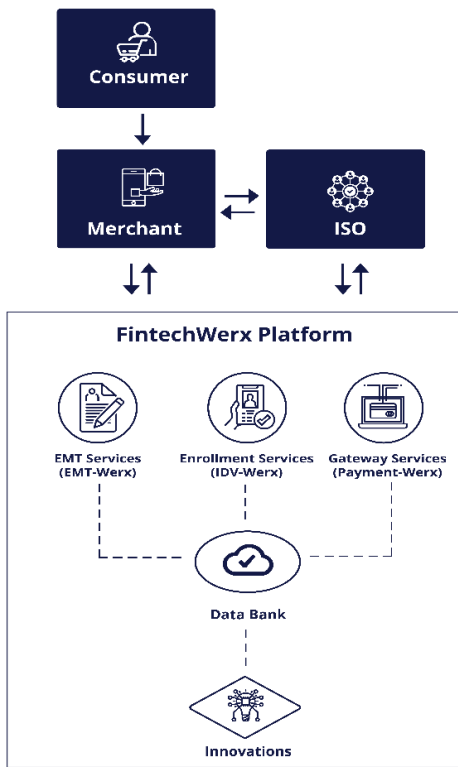 Consumer
Merchant
ISO
FintechWerx Platform
EMT Services
(EMT-Werx)
Enrollment Services
(IDV-Werx)
Gateway Services
(Payment-Werx)
Data Bank
Innovations